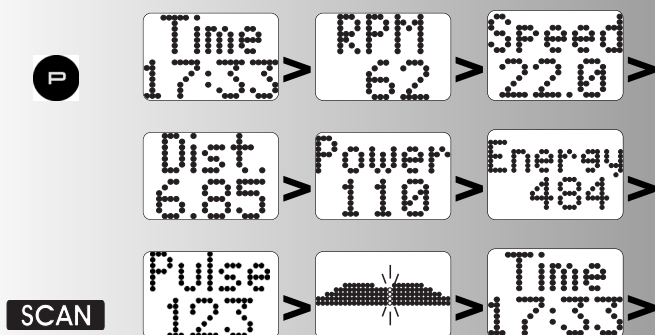 P
Time
17:33
>
RPM
62
>
Speed
22.0
>
Dist.
6.85
>
Power
110
>
Energy
484
>
SCAN
Pulse
123
>
>
Time
17:33
>